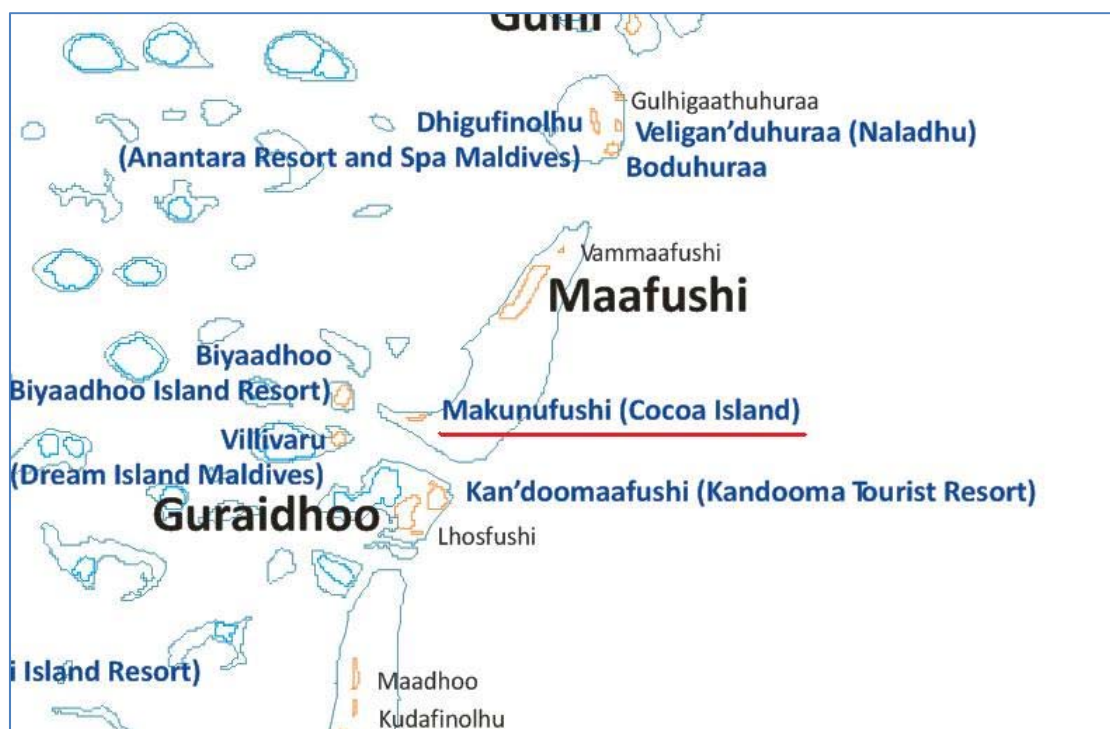 Gulhi
Gulhigaathuhuraa
Dhigufinolhu
(Anantara Resort and Spa Maldives)
Veligan'duhuraa (Naladhu)
Boduhuraa
Vammaafushi
Maafushi
Biyaadhoo
Biyaadhoo Island Resort)
Makunufushi (Cocoa Island)
Villivaru
(Dream Island Maldives)
Kan'doomaafushi (Kandooma Tourist Resort)
Guraidhoo
Lhosfushi
i Island Resort)
Maadhoo
Kudafinolhu